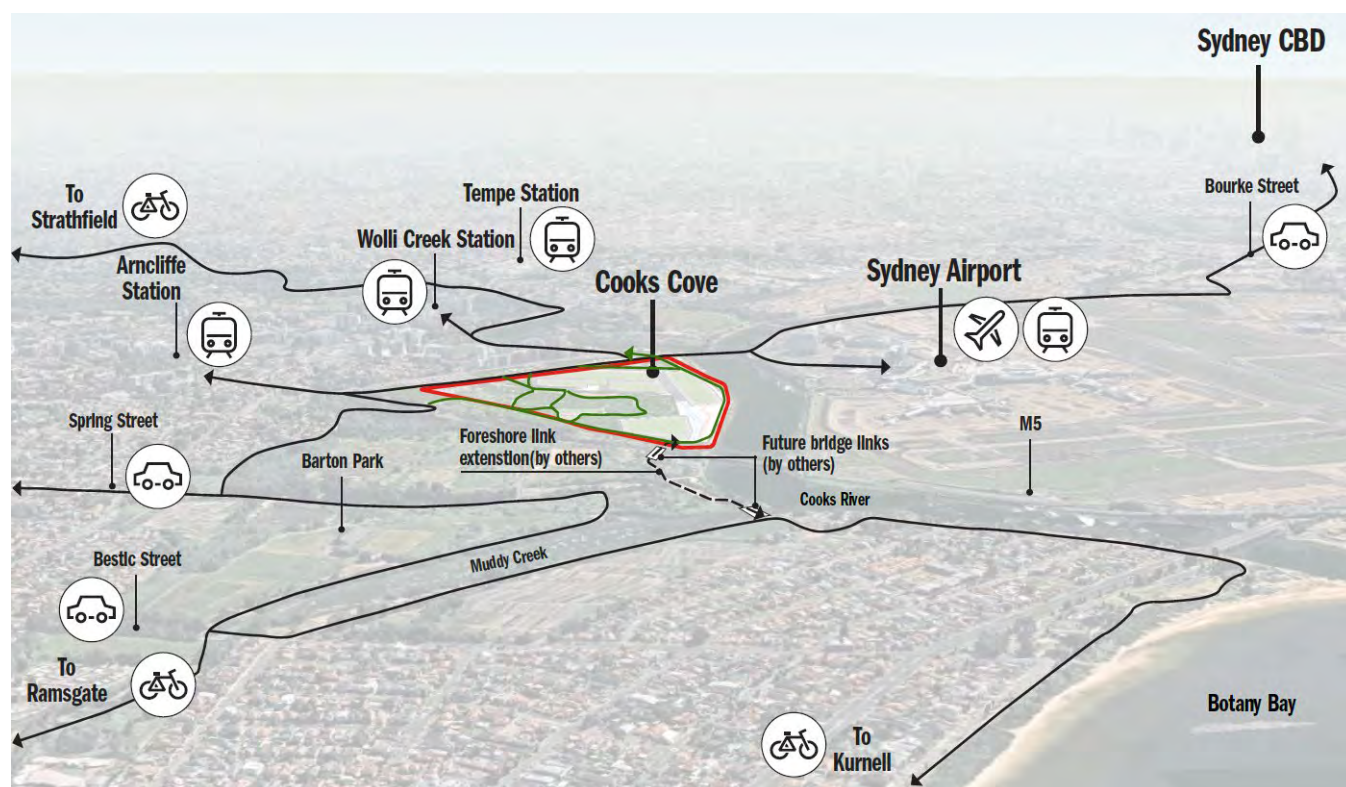 Sydney CBD
Bourke Street
To
Strathfield
Tempe Station
Wolli Creek Station
Arncliffe
Station
Cooks Cove
Sydney Airport
Spring Street
Barton Park
Foreshore link
extenstion(by others)
Future bridge links
(by others)
M5
Cooks River
Bestic Street
Muddy Creek
To
Ramsgate
To
Kurnell
Botany Bay